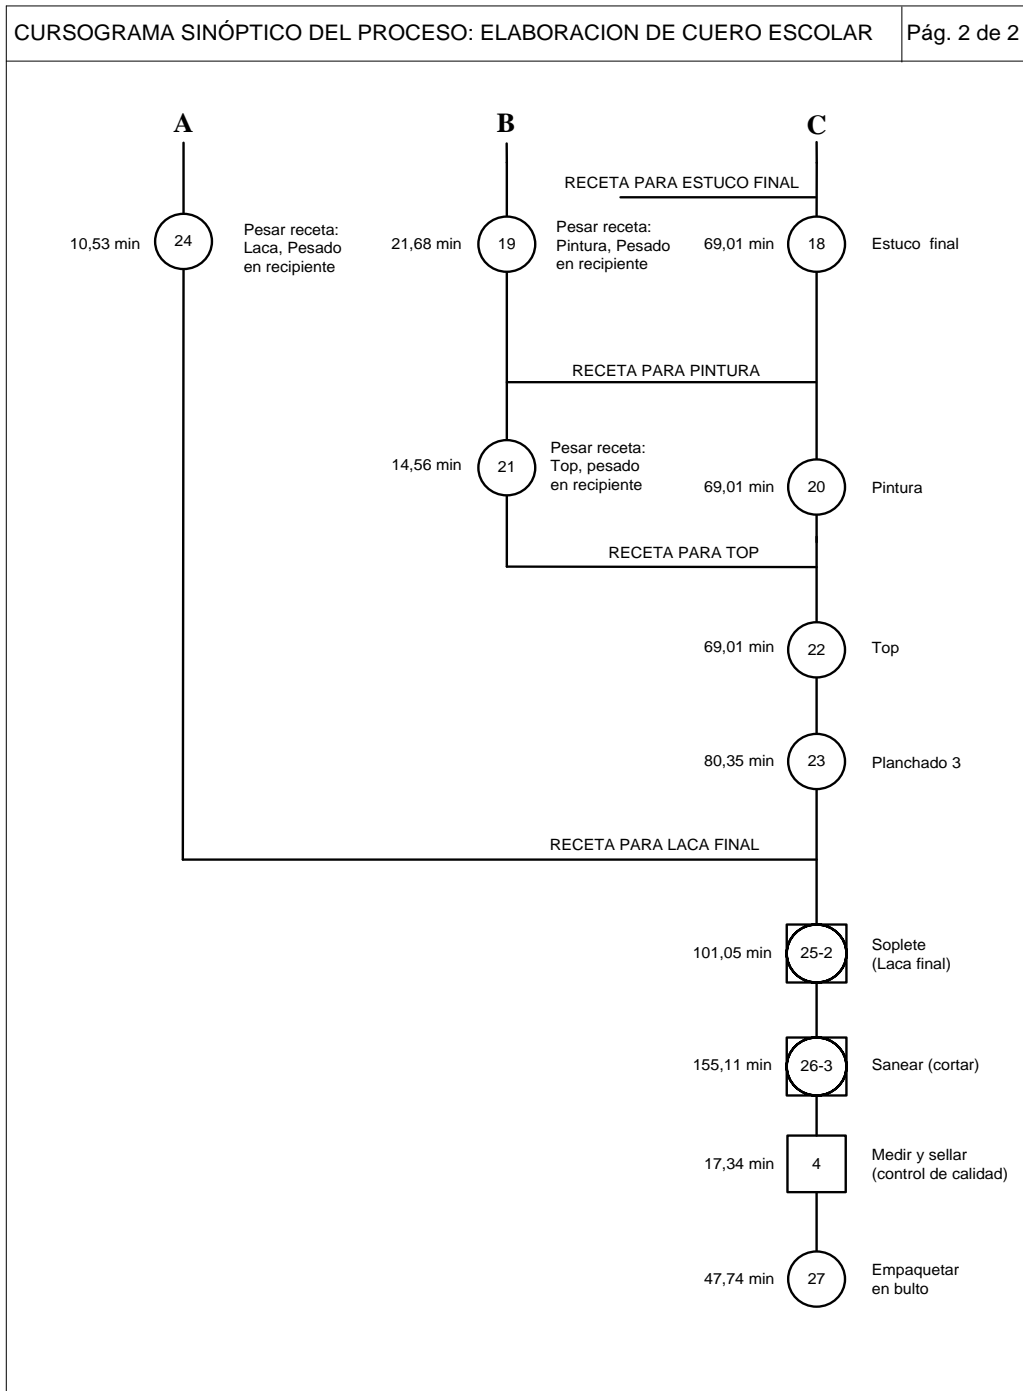 CURSOGRAMA SINÓPTICO DEL PROCESO: ELABORACION DE CUERO ESCOLAR
Pág. 2 de 2
A
B
C
RECETA PARA ESTUCO FINAL
10,53 min
24
Pesar receta:
Laca, Pesado
en recipiente
21,68 min
19
Pesar receta:
Pintura, Pesado
en recipiente
69,01 min
18
Estuco final
RECETA PARA PINTURA
14,56 min
21
Pesar receta:
Top, pesado
en recipiente
69,01 min
20
Pintura
RECETA PARA TOP
69,01 min
22
Top
80,35 min
23
Planchado 3
RECETA PARA LACA FINAL
101,05 min
25-2
Soplete
(Laca final)
155,11 min
26-3
Sanear (cortar)
17,34 min
4
Medir y sellar
(control de calidad)
47,74 min
27
Empaquetar
en bulto